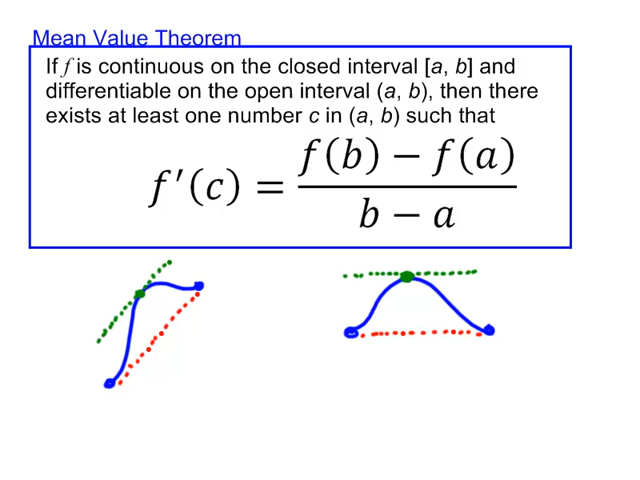 Mean Value Theorem
If f is continuous on the closed interval [a, b] and
differentiable on the open interval (a, b), then there
exists at least one number c in (a, b) such that
f′(c) = (f(b) − f(a)) / (b − a)